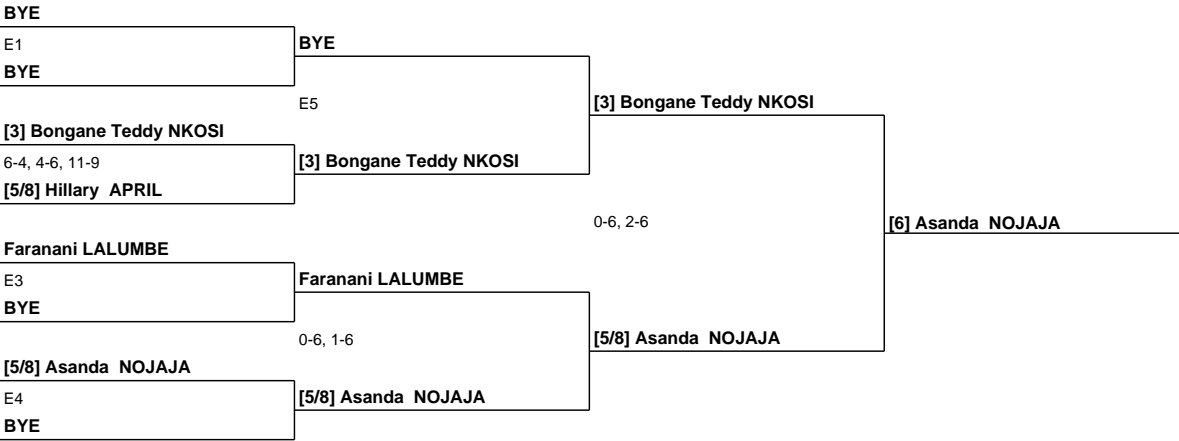 BYE
E1
BYE
BYE
E5
[3] Bongane Teddy NKOSI
[3] Bongane Teddy NKOSI
6-4, 4-6, 11-9
[3] Bongane Teddy NKOSI
[5/8] Hillary APRIL
0-6, 2-6
[6] Asanda NOJAJA
Faranani LALUMBE
E3
Faranani LALUMBE
BYE
0-6, 1-6
[5/8] Asanda NOJAJA
[5/8] Asanda NOJAJA
E4
[5/8] Asanda NOJAJA
BYE